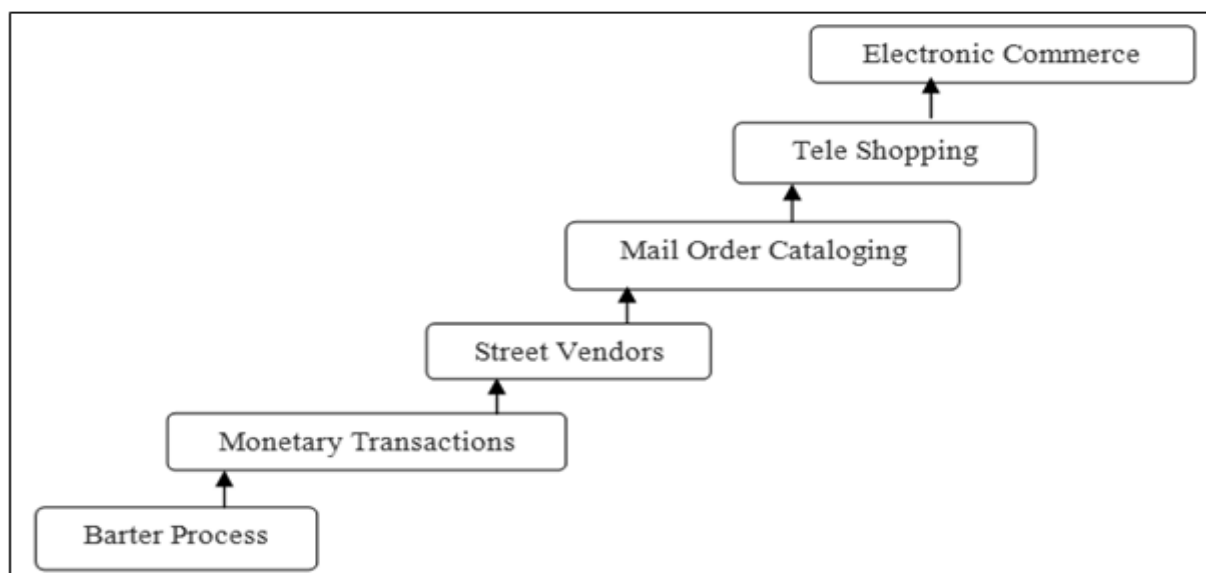 Electronic Commerce
Tele Shopping
Mail Order Cataloging
Street Vendors
Monetary Transactions
Barter Process